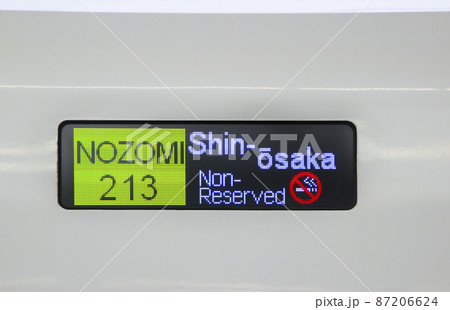 NOZOMI
213
Shin-
ōsaka
Non-
Reserved
pixta.jp - 87206624